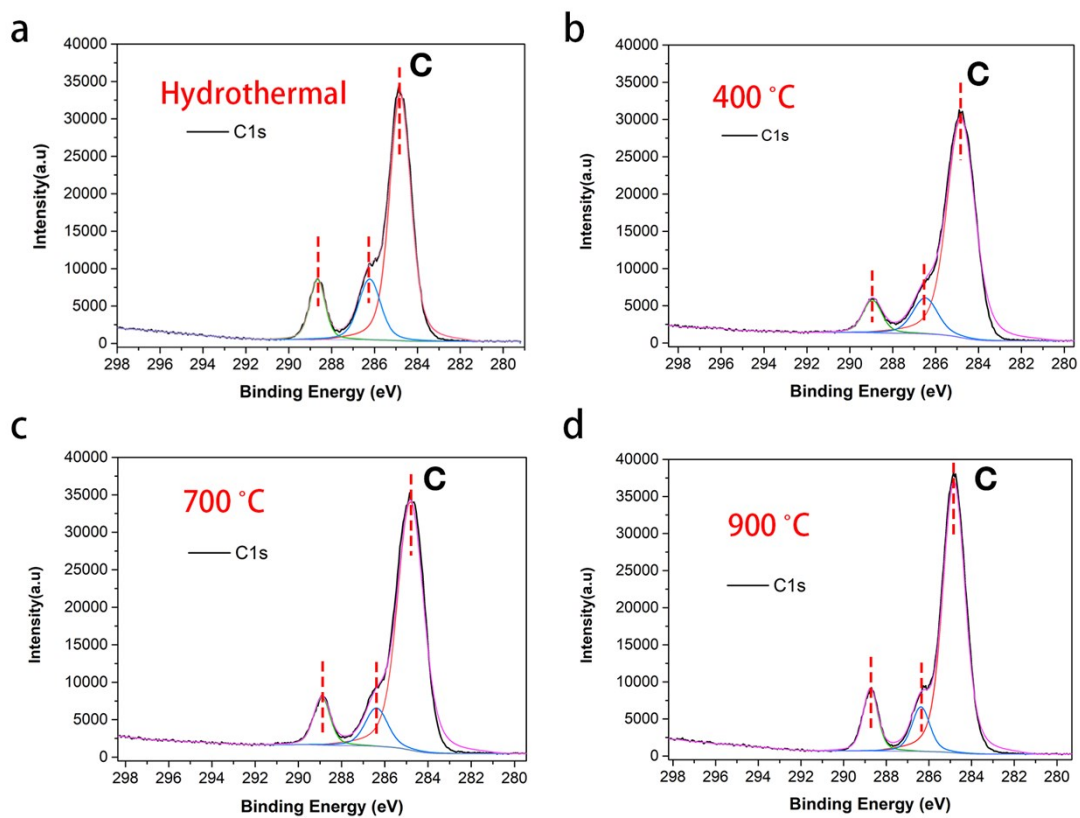 a
40000
35000
30000
25000
20000
15000
10000
5000
0
Intensity(a.u)
Hydrothermal
C1s
C
298 296 294 292 290 288 286 284 282 280
Binding Energy (eV)
b
40000
35000
30000
25000
20000
15000
10000
5000
0
Intensity(a.u)
400 °C
C1s
C
298 296 294 292 290 288 286 284 282 280
Binding Energy (eV)
c
40000
35000
30000
25000
20000
15000
10000
5000
0
Intensity(a.u)
700 °C
C1s
C
298 296 294 292 290 288 286 284 282 280
Binding Energy (eV)
d
40000
35000
30000
25000
20000
15000
10000
5000
0
Intensity(a.u)
900 °C
C1s
C
298 296 294 292 290 288 286 284 282 280
Binding Energy (eV)